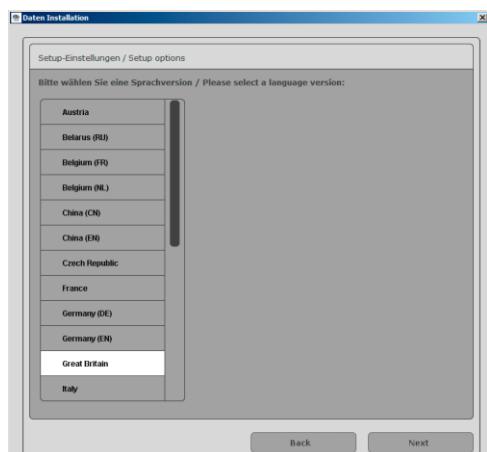 Daten Installation
Setup-Einstellungen / Setup options
Bitte wählen Sie eine Sprachversion / Please select a language version:
Austria
Belarus (RU)
Belgium (FR)
Belgium (NL)
China (CN)
China (EN)
Czech Republic
France
Germany (DE)
Germany (EN)
Great Britain
Italy
Back
Next